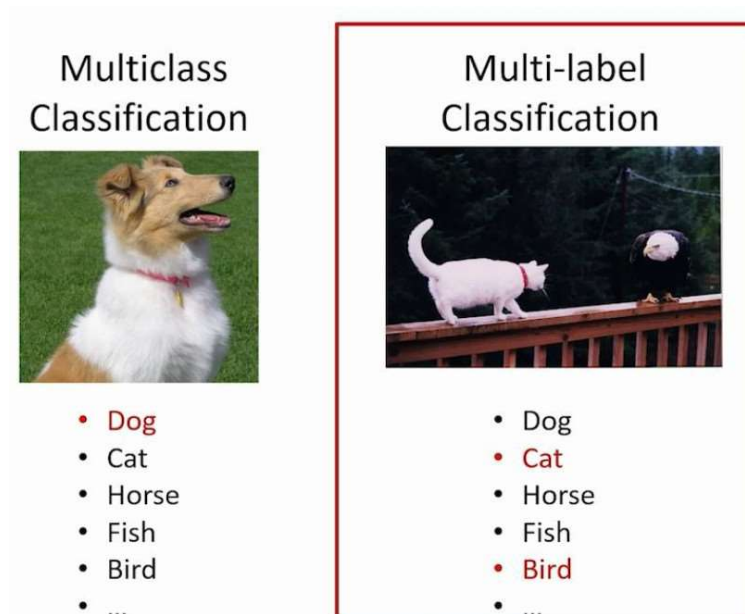 Multiclass
Classification
• Dog
• Cat
• Horse
• Fish
• Bird
• ...
Multi-label
Classification
• Dog
• Cat
• Horse
• Fish
• Bird
• ...